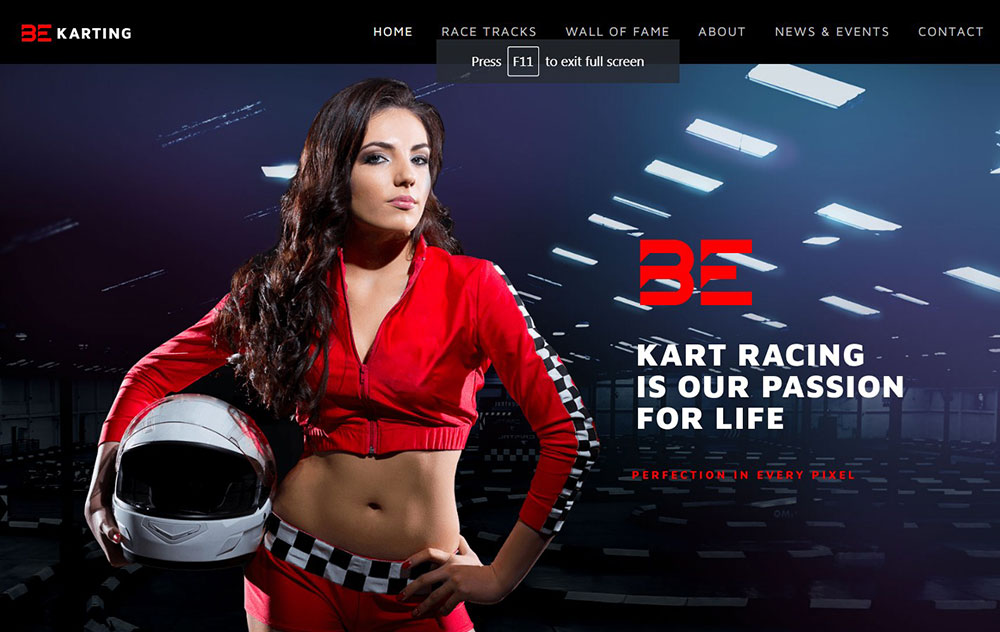 BE KARTING
HOME RACE TRACKS WALL OF FAME ABOUT NEWS & EVENTS CONTACT
Press F11 to exit full screen
BE
KART RACING
IS OUR PASSION
FOR LIFE
PERFECTION IN EVERY PIXEL